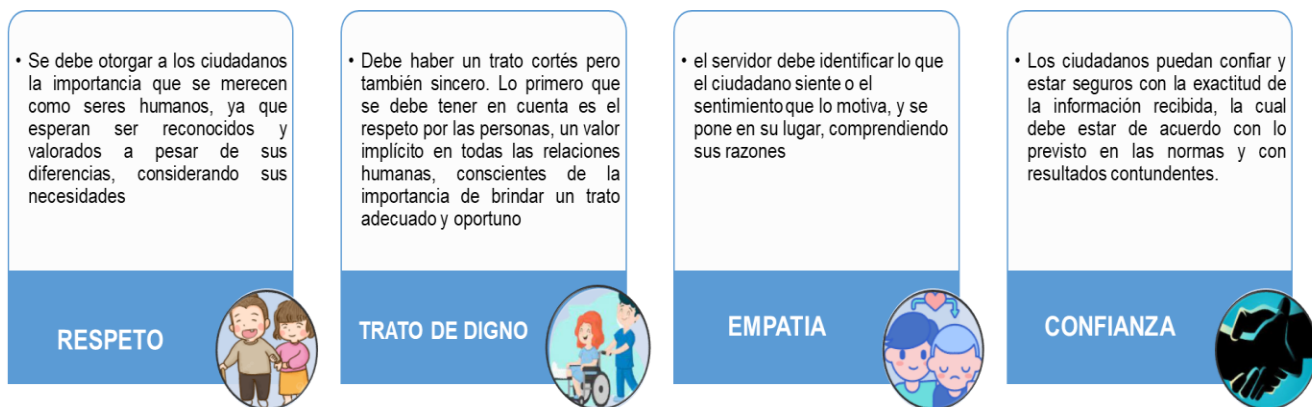 • Se debe otorgar a los ciudadanos
la importancia que se merecen
como seres humanos, ya que
esperan ser reconocidos y
valorados a pesar de sus
diferencias, considerando sus
necesidades
RESPETO
• Debe haber un trato cortés pero
también sincero. Lo primero que
se debe tener en cuenta es el
respeto por las personas, un valor
implícito en todas las relaciones
humanas, conscientes de la
importancia de brindar un trato
adecuado y oportuno
TRATO DE DIGNO
• el servidor debe identificar lo que
el ciudadano siente o el
sentimiento que lo motiva, y se
pone en su lugar, comprendiendo
sus razones
EMPATIA
• Los ciudadanos puedan confiar y
estar seguros con la exactitud de
la información recibida, la cual
debe estar de acuerdo con lo
previsto en las normas y con
resultados contundentes.
CONFIANZA